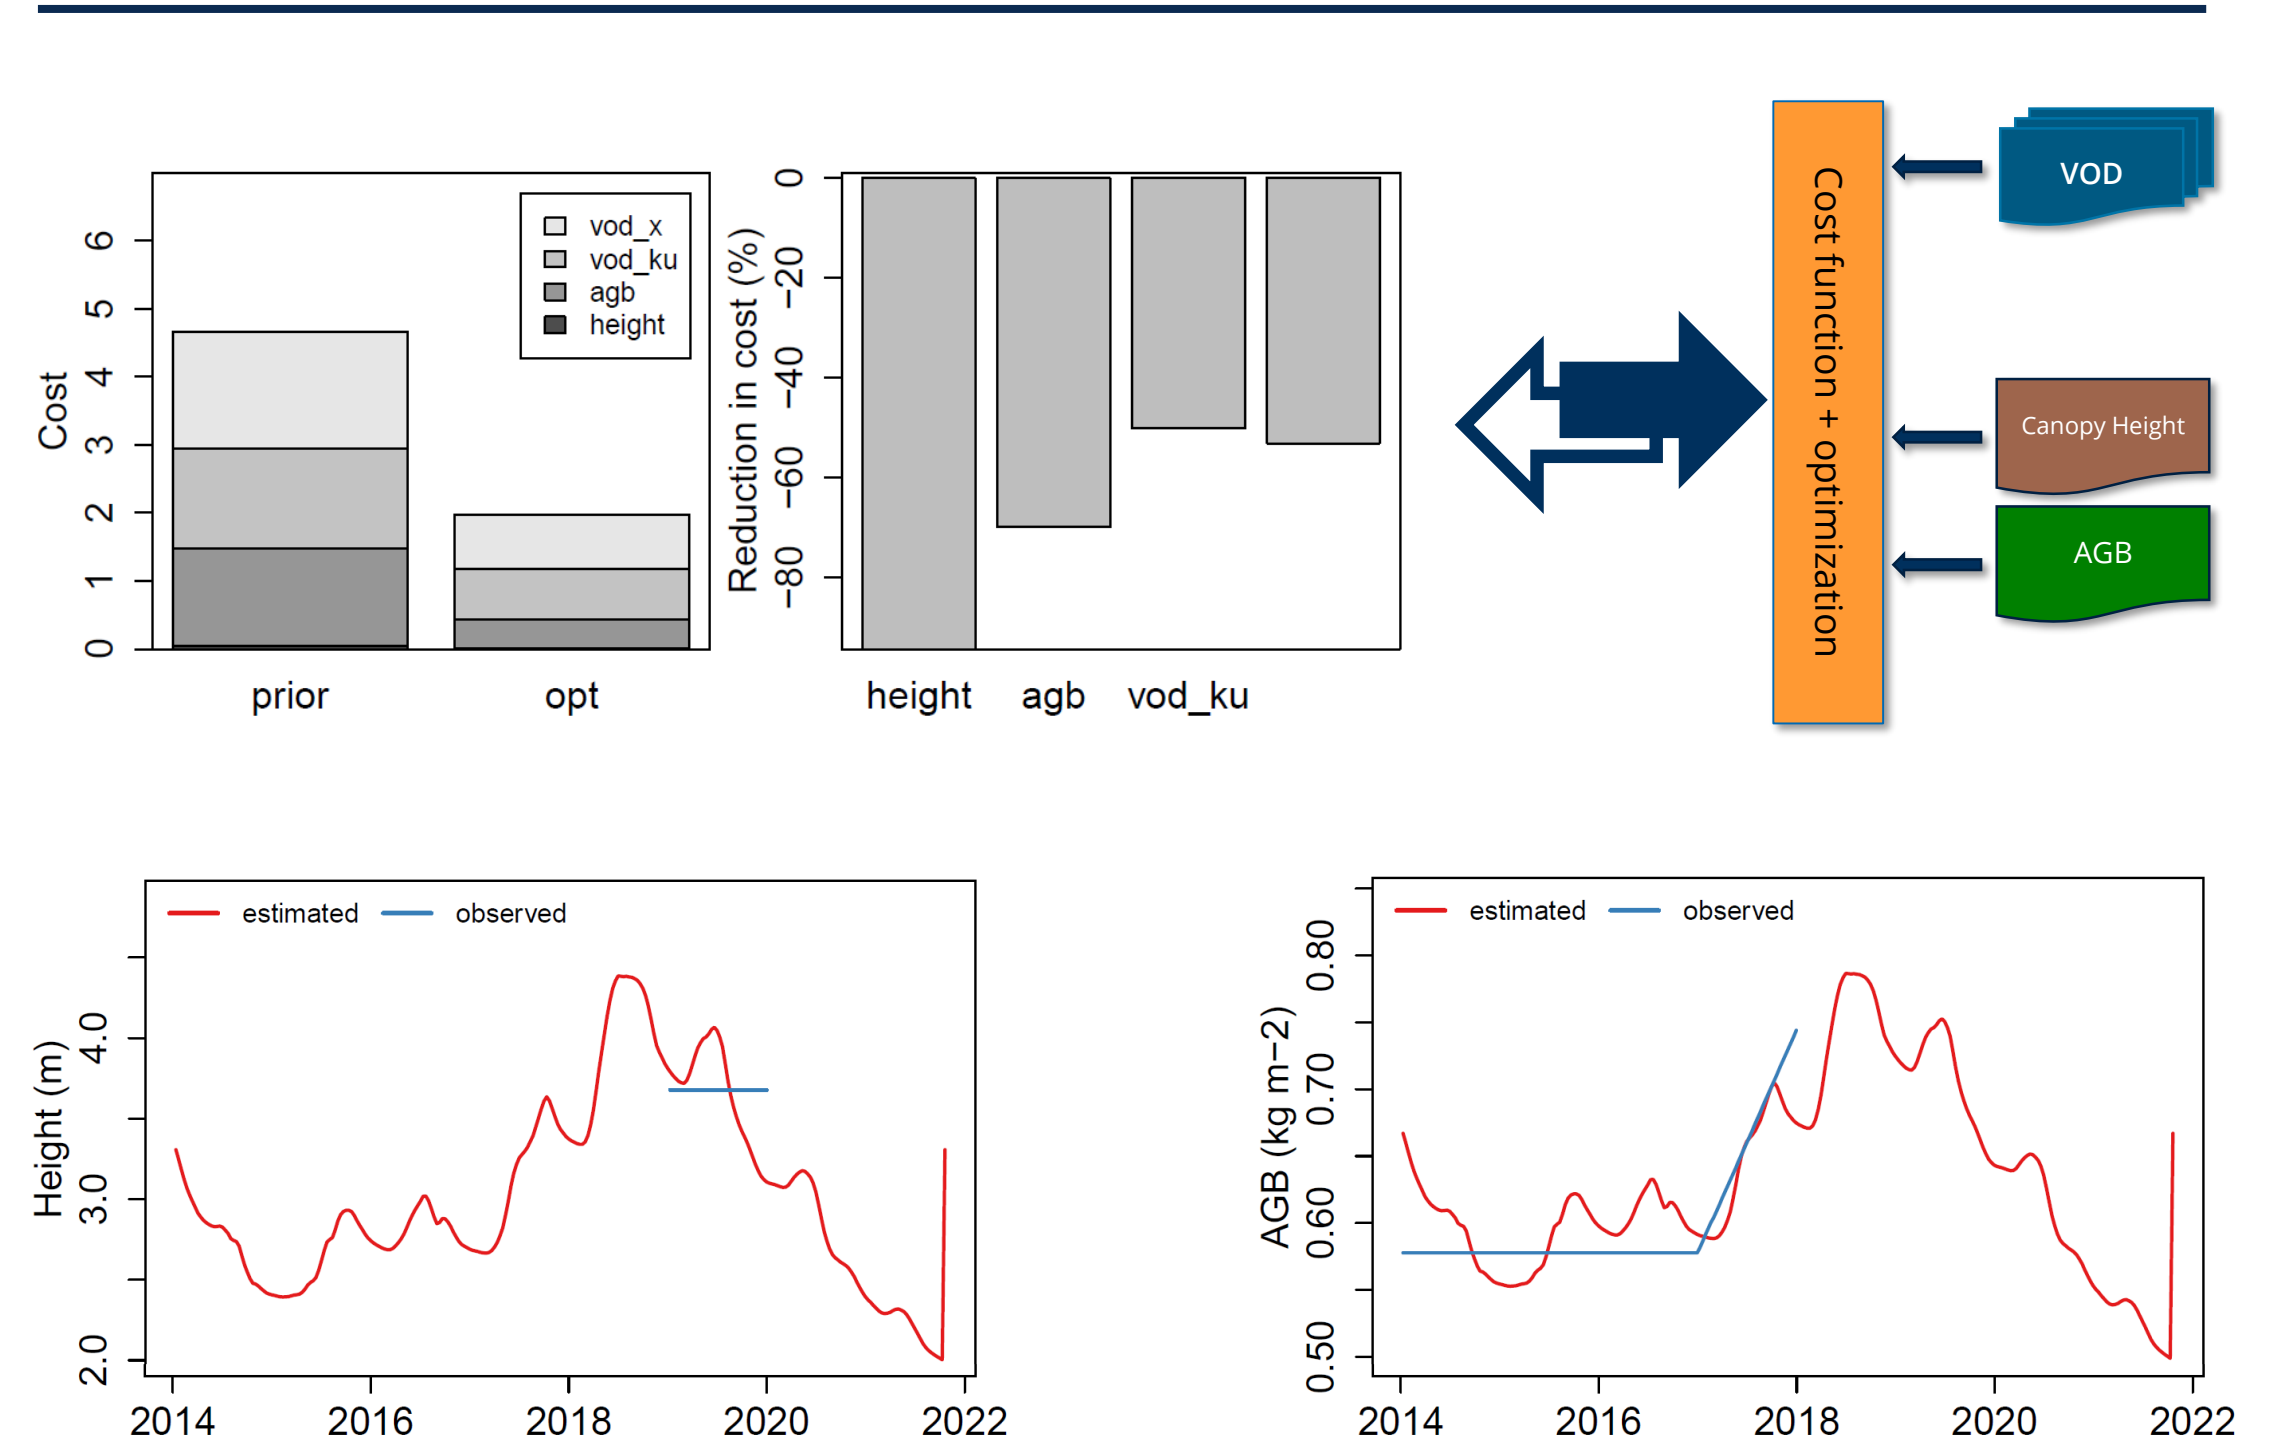 Cost
6
5
4
3
2
1
0
vod_x
vod_ku
agb
height
prior
opt
Reduction in cost (%)
0
−20
−40
−60
−80
height
agb
vod_ku
Cost function + optimization
VOD
Canopy Height
AGB
estimated
observed
Height (m)
4.0
3.0
2.0
2014
2016
2018
2020
2022
estimated
observed
AGB (kg m−2)
0.80
0.70
0.60
0.50
2014
2016
2018
2020
2022